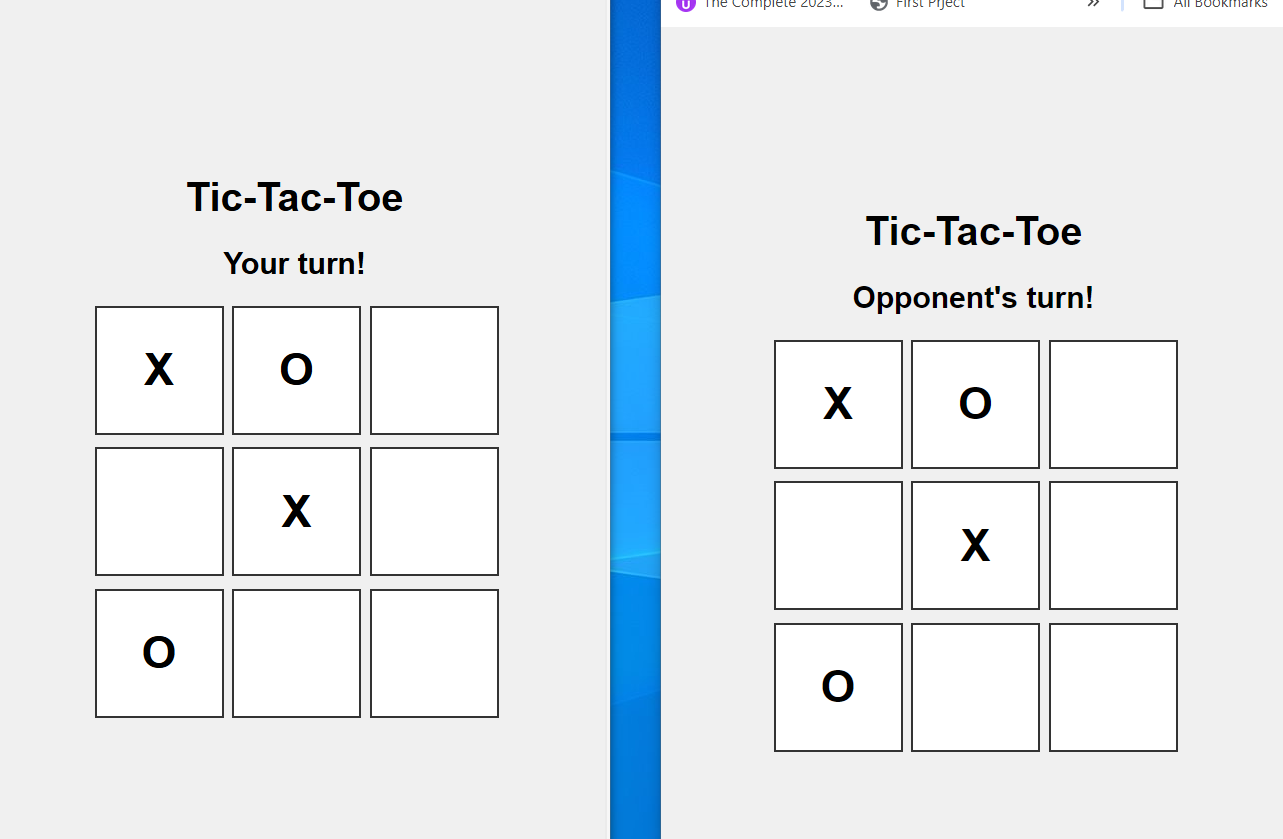 The Complete 2023...
First Prject
» All Bookmarks
Tic-Tac-Toe
Your turn!
X O
X
O
Tic-Tac-Toe
Opponent's turn!
X O
X
O